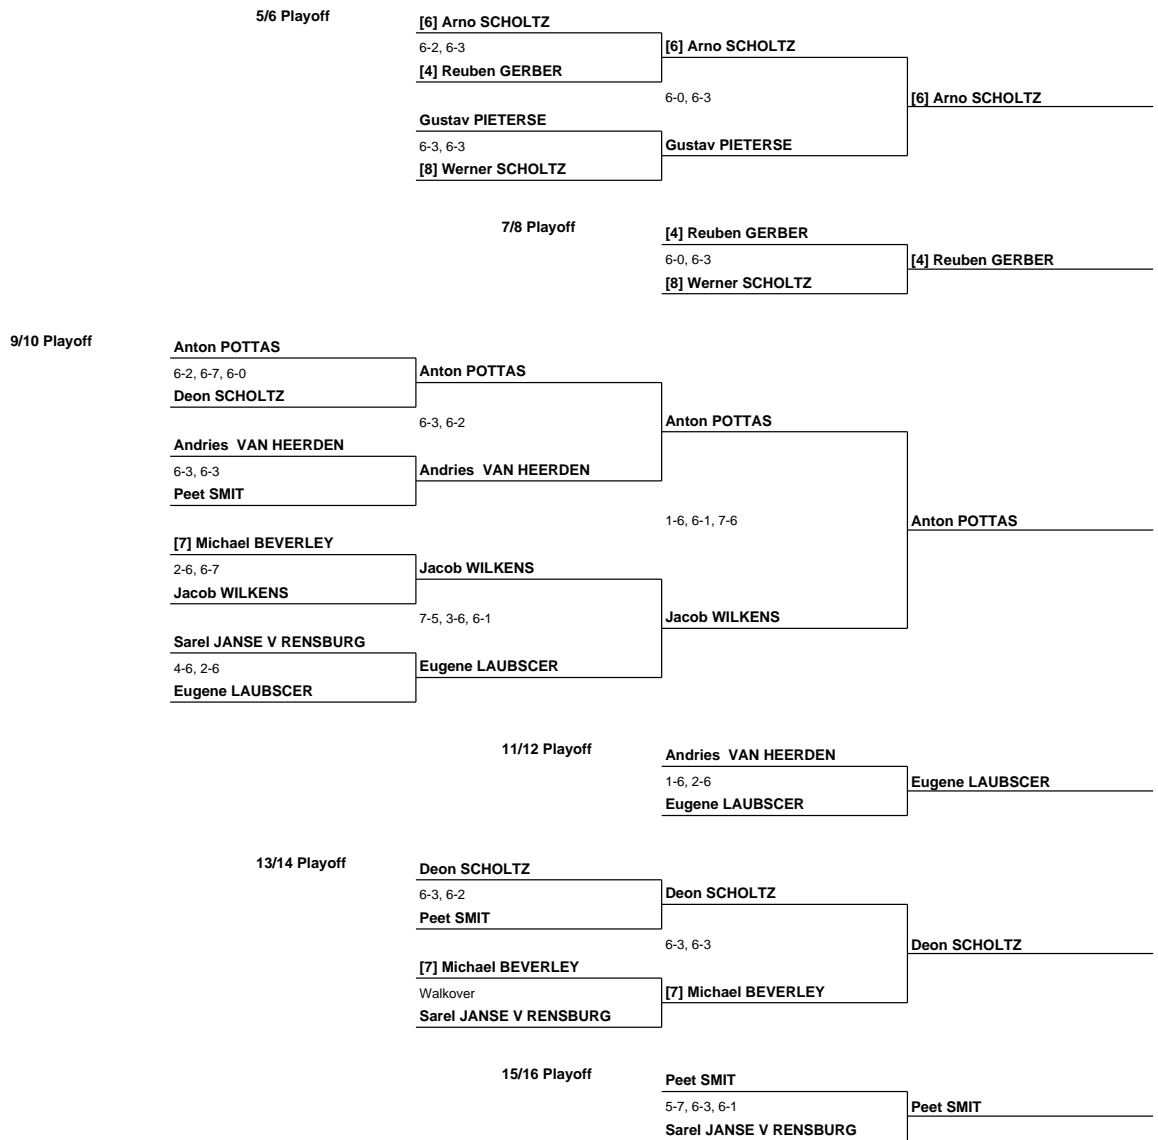 5/6 Playoff
[6] Arno SCHOLTZ
6-2, 6-3
[6] Arno SCHOLTZ
[4] Reuben GERBER
6-0, 6-3
[6] Arno SCHOLTZ
Gustav PIETERSE
6-3, 6-3
Gustav PIETERSE
[8] Werner SCHOLTZ
7/8 Playoff
[4] Reuben GERBER
6-0, 6-3
[4] Reuben GERBER
[8] Werner SCHOLTZ
9/10 Playoff
Anton POTTAS
6-2, 6-7, 6-0
Anton POTTAS
Deon SCHOLTZ
6-3, 6-2
Anton POTTAS
Andries  VAN HEERDEN
6-3, 6-3
Andries  VAN HEERDEN
Peet SMIT
1-6, 6-1, 7-6
Anton POTTAS
[7] Michael BEVERLEY
2-6, 6-7
Jacob WILKENS
Jacob WILKENS
7-5, 3-6, 6-1
Jacob WILKENS
Sarel JANSE V RENSBURG
4-6, 2-6
Eugene LAUBSCER
Eugene LAUBSCER
11/12 Playoff
Andries  VAN HEERDEN
1-6, 2-6
Eugene LAUBSCER
Eugene LAUBSCER
13/14 Playoff
Deon SCHOLTZ
6-3, 6-2
Deon SCHOLTZ
Peet SMIT
6-3, 6-3
Deon SCHOLTZ
[7] Michael BEVERLEY
Walkover
[7] Michael BEVERLEY
Sarel JANSE V RENSBURG
15/16 Playoff
Peet SMIT
5-7, 6-3, 6-1
Peet SMIT
Sarel JANSE V RENSBURG